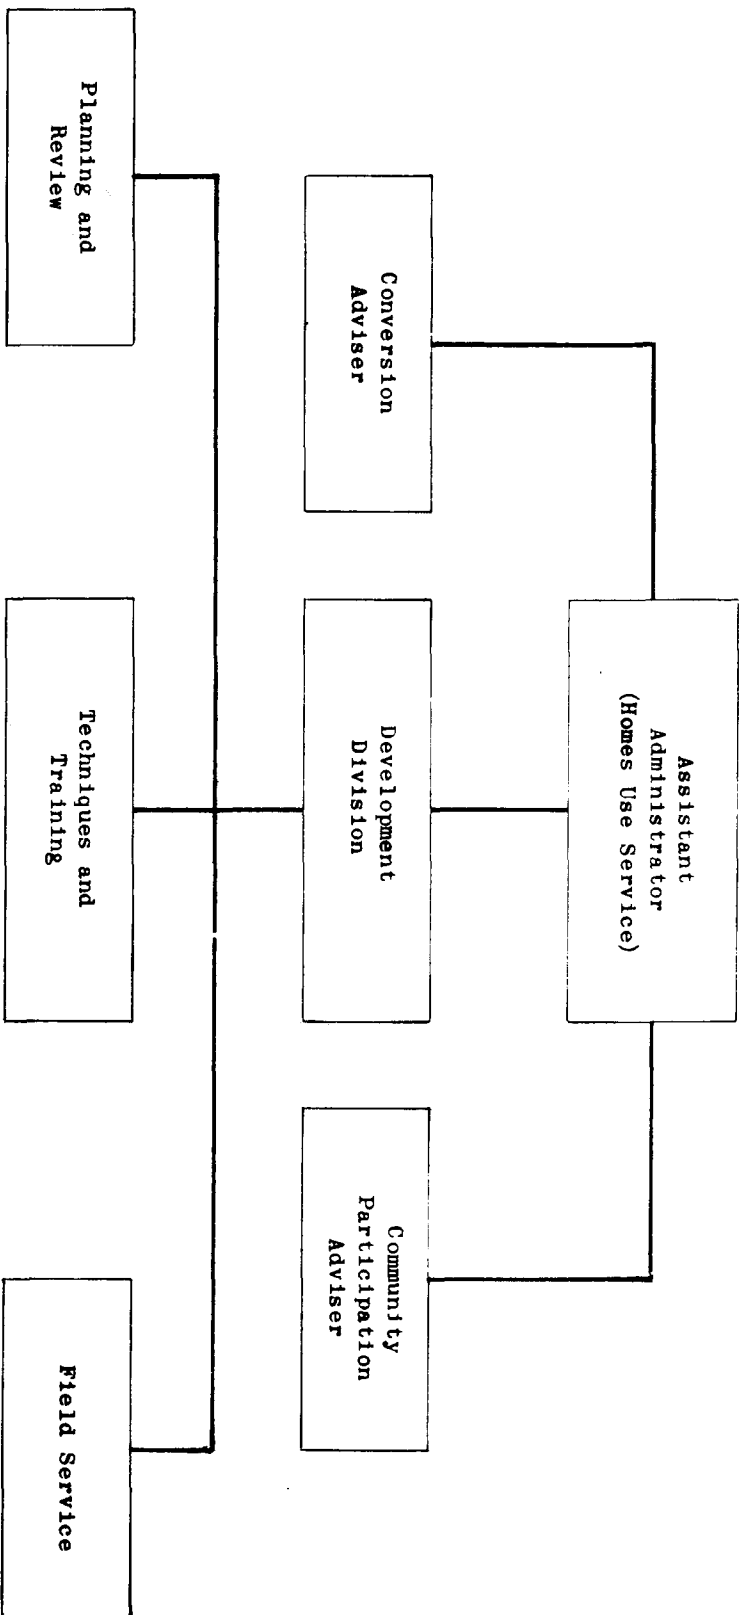 Assistant
Administrator
(Homes Use Service)
Conversion
Adviser
Development
Division
Community
Participation
Adviser
Planning and
Review
Techniques and
Training
Field Service